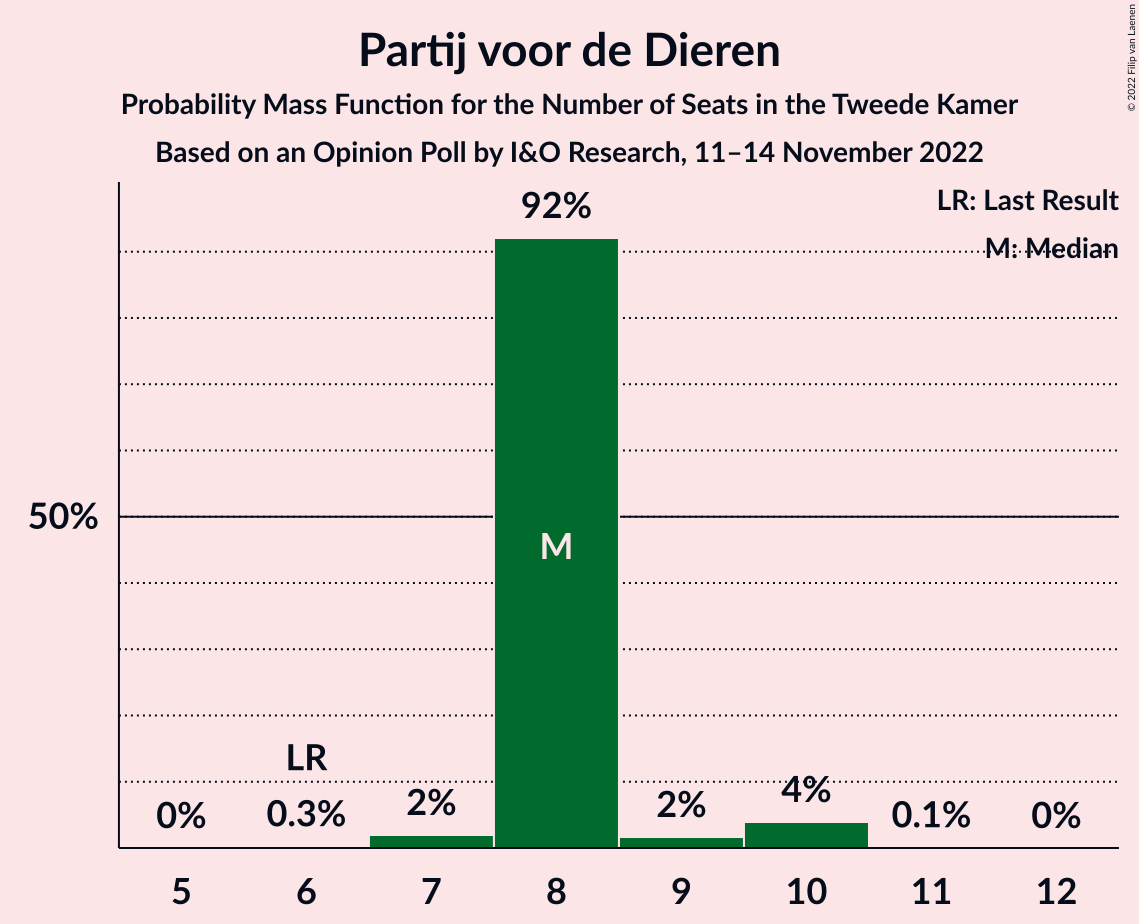 Partij voor de Dieren
Probability Mass Function for the Number of Seats in the Tweede Kamer
Based on an Opinion Poll by I&O Research, 11–14 November 2022
© 2022 Filip van Laenen
LR: Last Result
M: Median
92%
50%
M
LR
0%
0.3%
2%
2%
4%
0.1%
0%
5 6 7 8 9 10 11 12